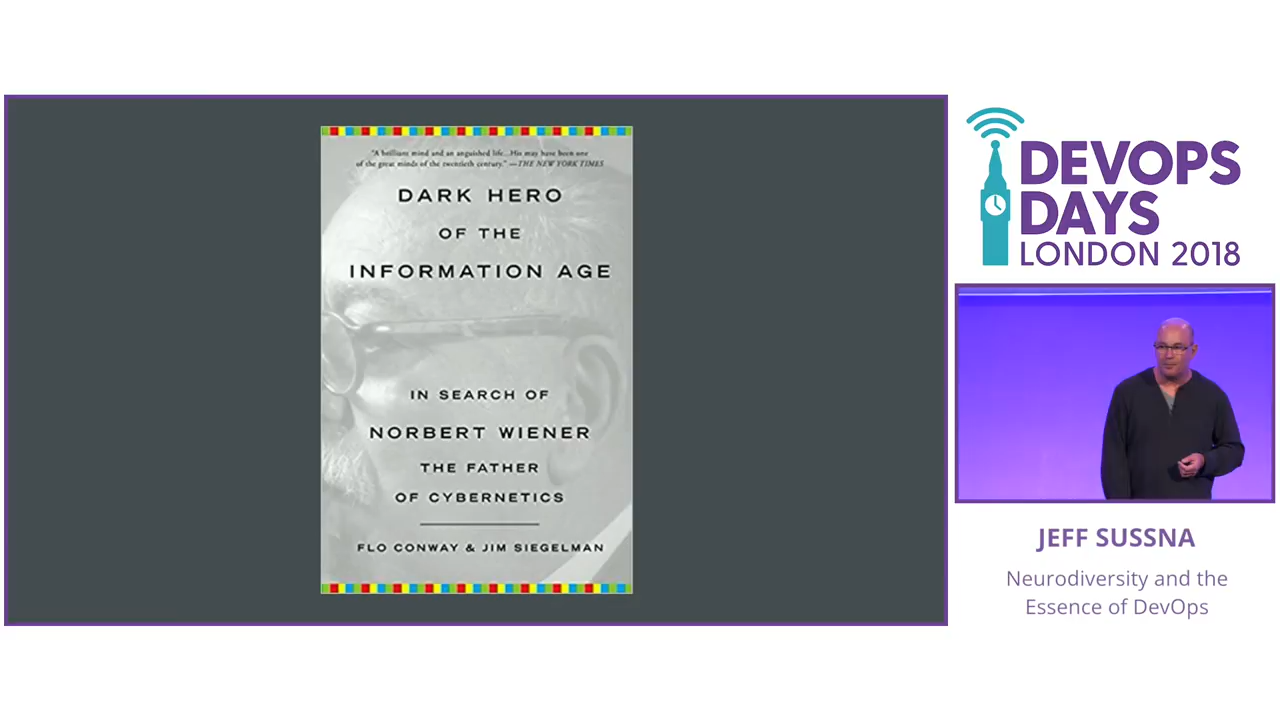 "A brilliant mind and an anguished life...His may have been one
of the great minds of the twentieth century." —THE NEW YORK TIMES
DARK HERO
OF THE
INFORMATION AGE
IN SEARCH OF
NORBERT WIENER
THE FATHER
OF CYBERNETICS
FLO CONWAY & JIM SIEGELMAN
DEVOPS
DAYS
LONDON 2018
JEFF SUSSNA
Neurodiversity and the
Essence of DevOps